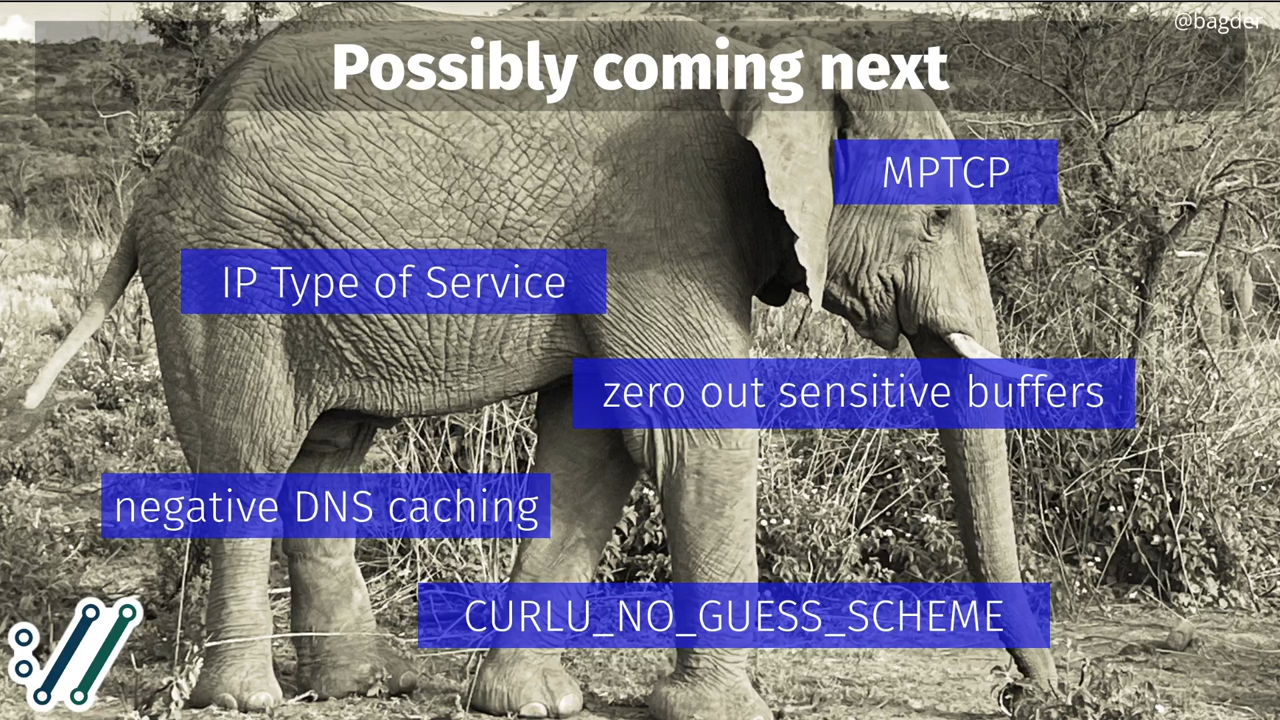 @bagder
Possibly coming next
MPTCP
IP Type of Service
zero out sensitive buffers
negative DNS caching
CURLU_NO_GUESS_SCHEME